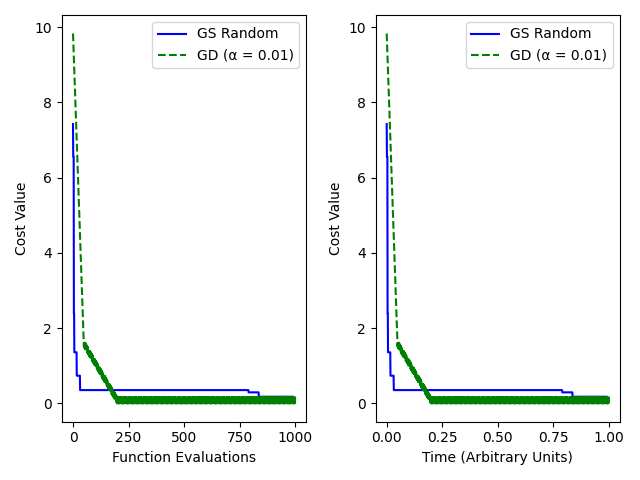 GS Random
GD (α = 0.01)
Cost Value
10
8
6
4
2
0
0 250 500 750 1000
Function Evaluations
GS Random
GD (α = 0.01)
Cost Value
10
8
6
4
2
0
0.00 0.25 0.50 0.75 1.00
Time (Arbitrary Units)